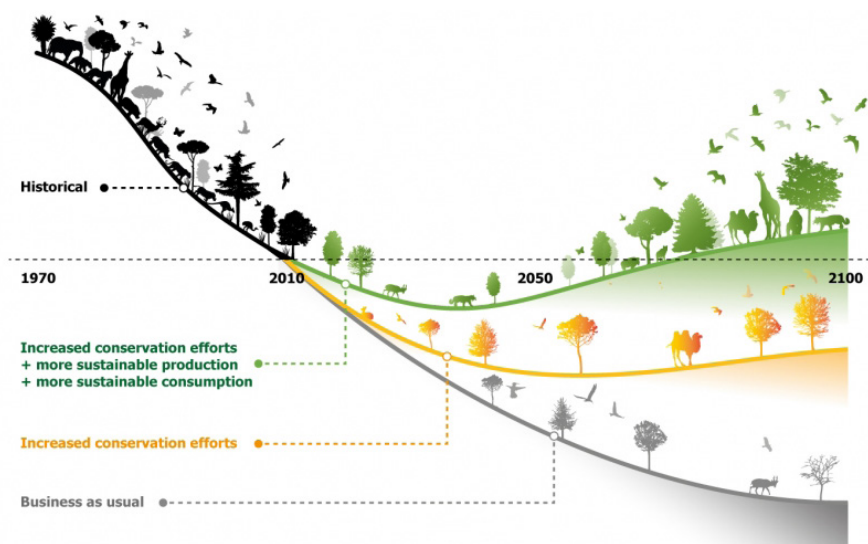 Historical
1970 2010 2050 2100
Increased conservation efforts
+ more sustainable production
+ more sustainable consumption
Increased conservation efforts
Business as usual